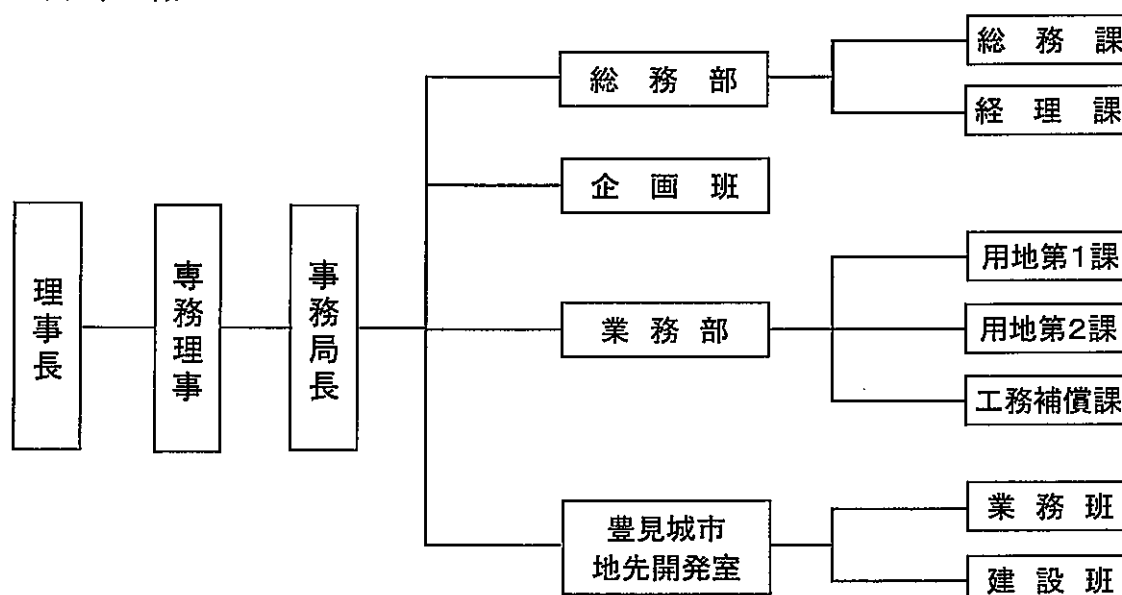 理事長
専務理事
事務局長
総務部
総務課
経理課
企画班
業務部
用地第1課
用地第2課
工務補償課
豊見城市
地先開発室
業務班
建設班